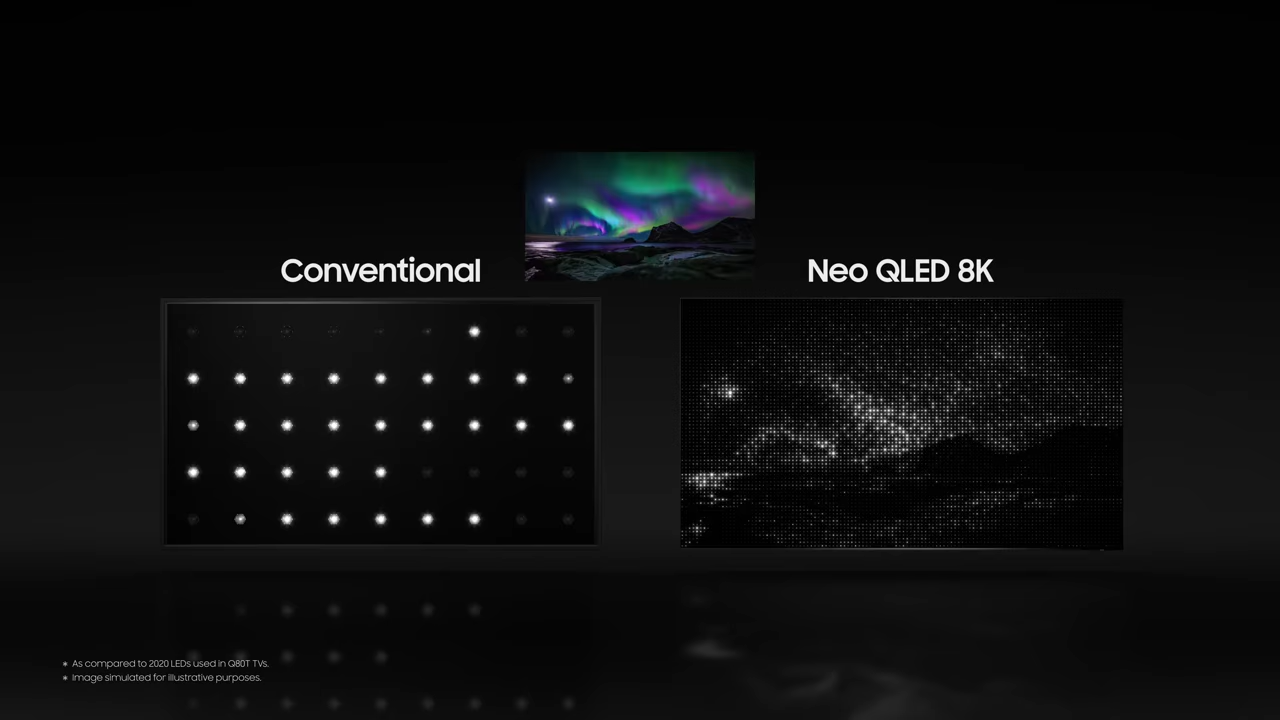 Conventional
Neo QLED 8K
* As compared to 2020 LEDs used in Q80T TVs.
* Image simulated for illustrative purposes.